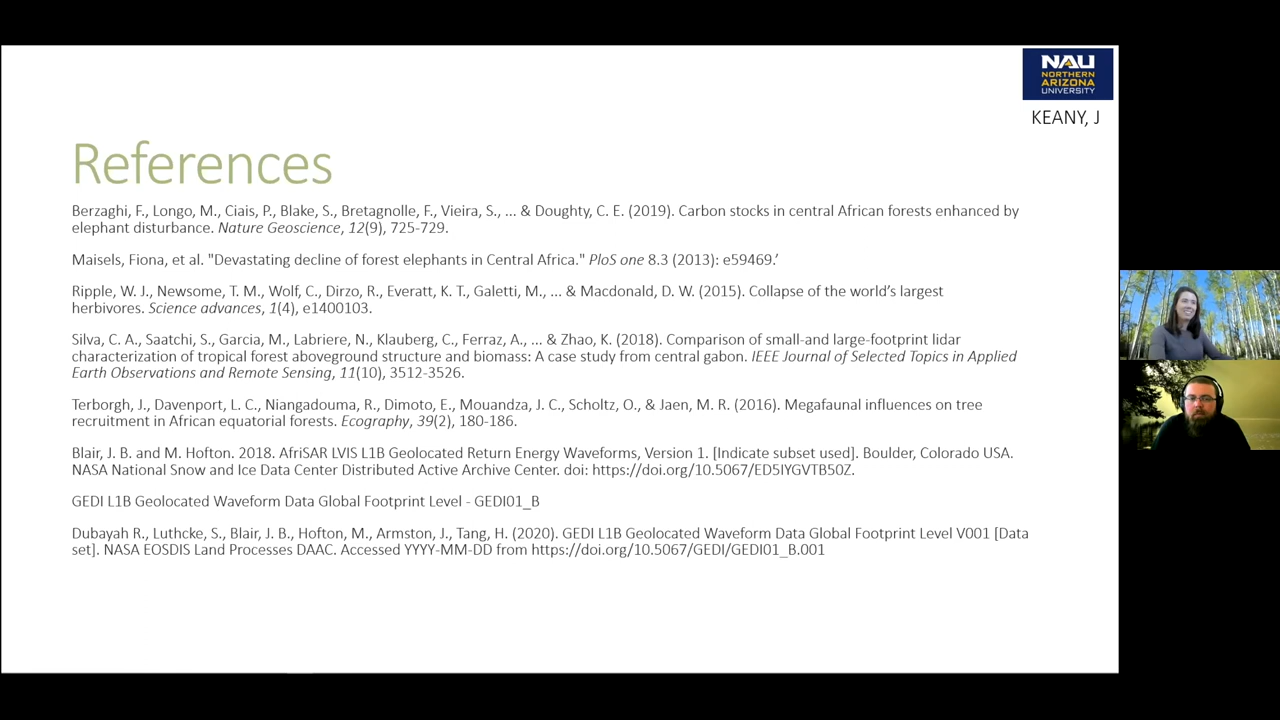 NAU
NORTHERN
ARIZONA
UNIVERSITY
KEANY, J
References
Berzaghi, F., Longo, M., Ciais, P., Blake, S., Bretagnolle, F., Vieira, S., ... & Doughty, C. E. (2019). Carbon stocks in central African forests enhanced by
elephant disturbance. Nature Geoscience, 12(9), 725-729.
Maisels, Fiona, et al. "Devastating decline of forest elephants in Central Africa." PloS one 8.3 (2013): e59469.’
Ripple, W. J., Newsome, T. M., Wolf, C., Dirzo, R., Everatt, K. T., Galetti, M., ... & Macdonald, D. W. (2015). Collapse of the world’s largest
herbivores. Science advances, 1(4), e1400103.
Silva, C. A., Saatchi, S., Garcia, M., Labriere, N., Klauberg, C., Ferraz, A., ... & Zhao, K. (2018). Comparison of small-and large-footprint lidar
characterization of tropical forest aboveground structure and biomass: A case study from central gabon. IEEE Journal of Selected Topics in Applied
Earth Observations and Remote Sensing, 11(10), 3512-3526.
Terborgh, J., Davenport, L. C., Niangadouma, R., Dimoto, E., Mouandza, J. C., Scholtz, O., & Jaen, M. R. (2016). Megafaunal influences on tree
recruitment in African equatorial forests. Ecography, 39(2), 180-186.
Blair, J. B. and M. Hofton. 2018. AfriSAR LVIS L1B Geolocated Return Energy Waveforms, Version 1. [Indicate subset used]. Boulder, Colorado USA.
NASA National Snow and Ice Data Center Distributed Active Archive Center. doi: https://doi.org/10.5067/ED5IYGVTB50Z.
GEDI L1B Geolocated Waveform Data Global Footprint Level - GEDI01_B
Dubayah R., Luthcke, S., Blair, J. B., Hofton, M., Armston, J., Tang, H. (2020). GEDI L1B Geolocated Waveform Data Global Footprint Level V001 [Data
set]. NASA EOSDIS Land Processes DAAC. Accessed YYYY-MM-DD from https://doi.org/10.5067/GEDI/GEDI01_B.001